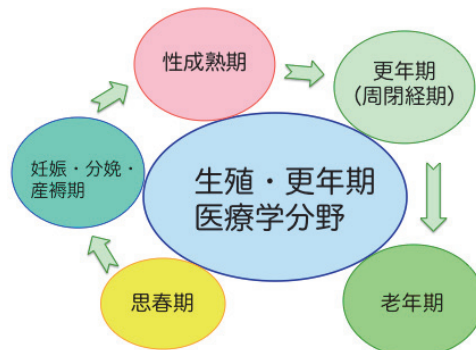 性成熟期
更年期
(周閉経期)
妊娠・分娩・
産褥期
生殖・更年期
医療学分野
思春期
老年期